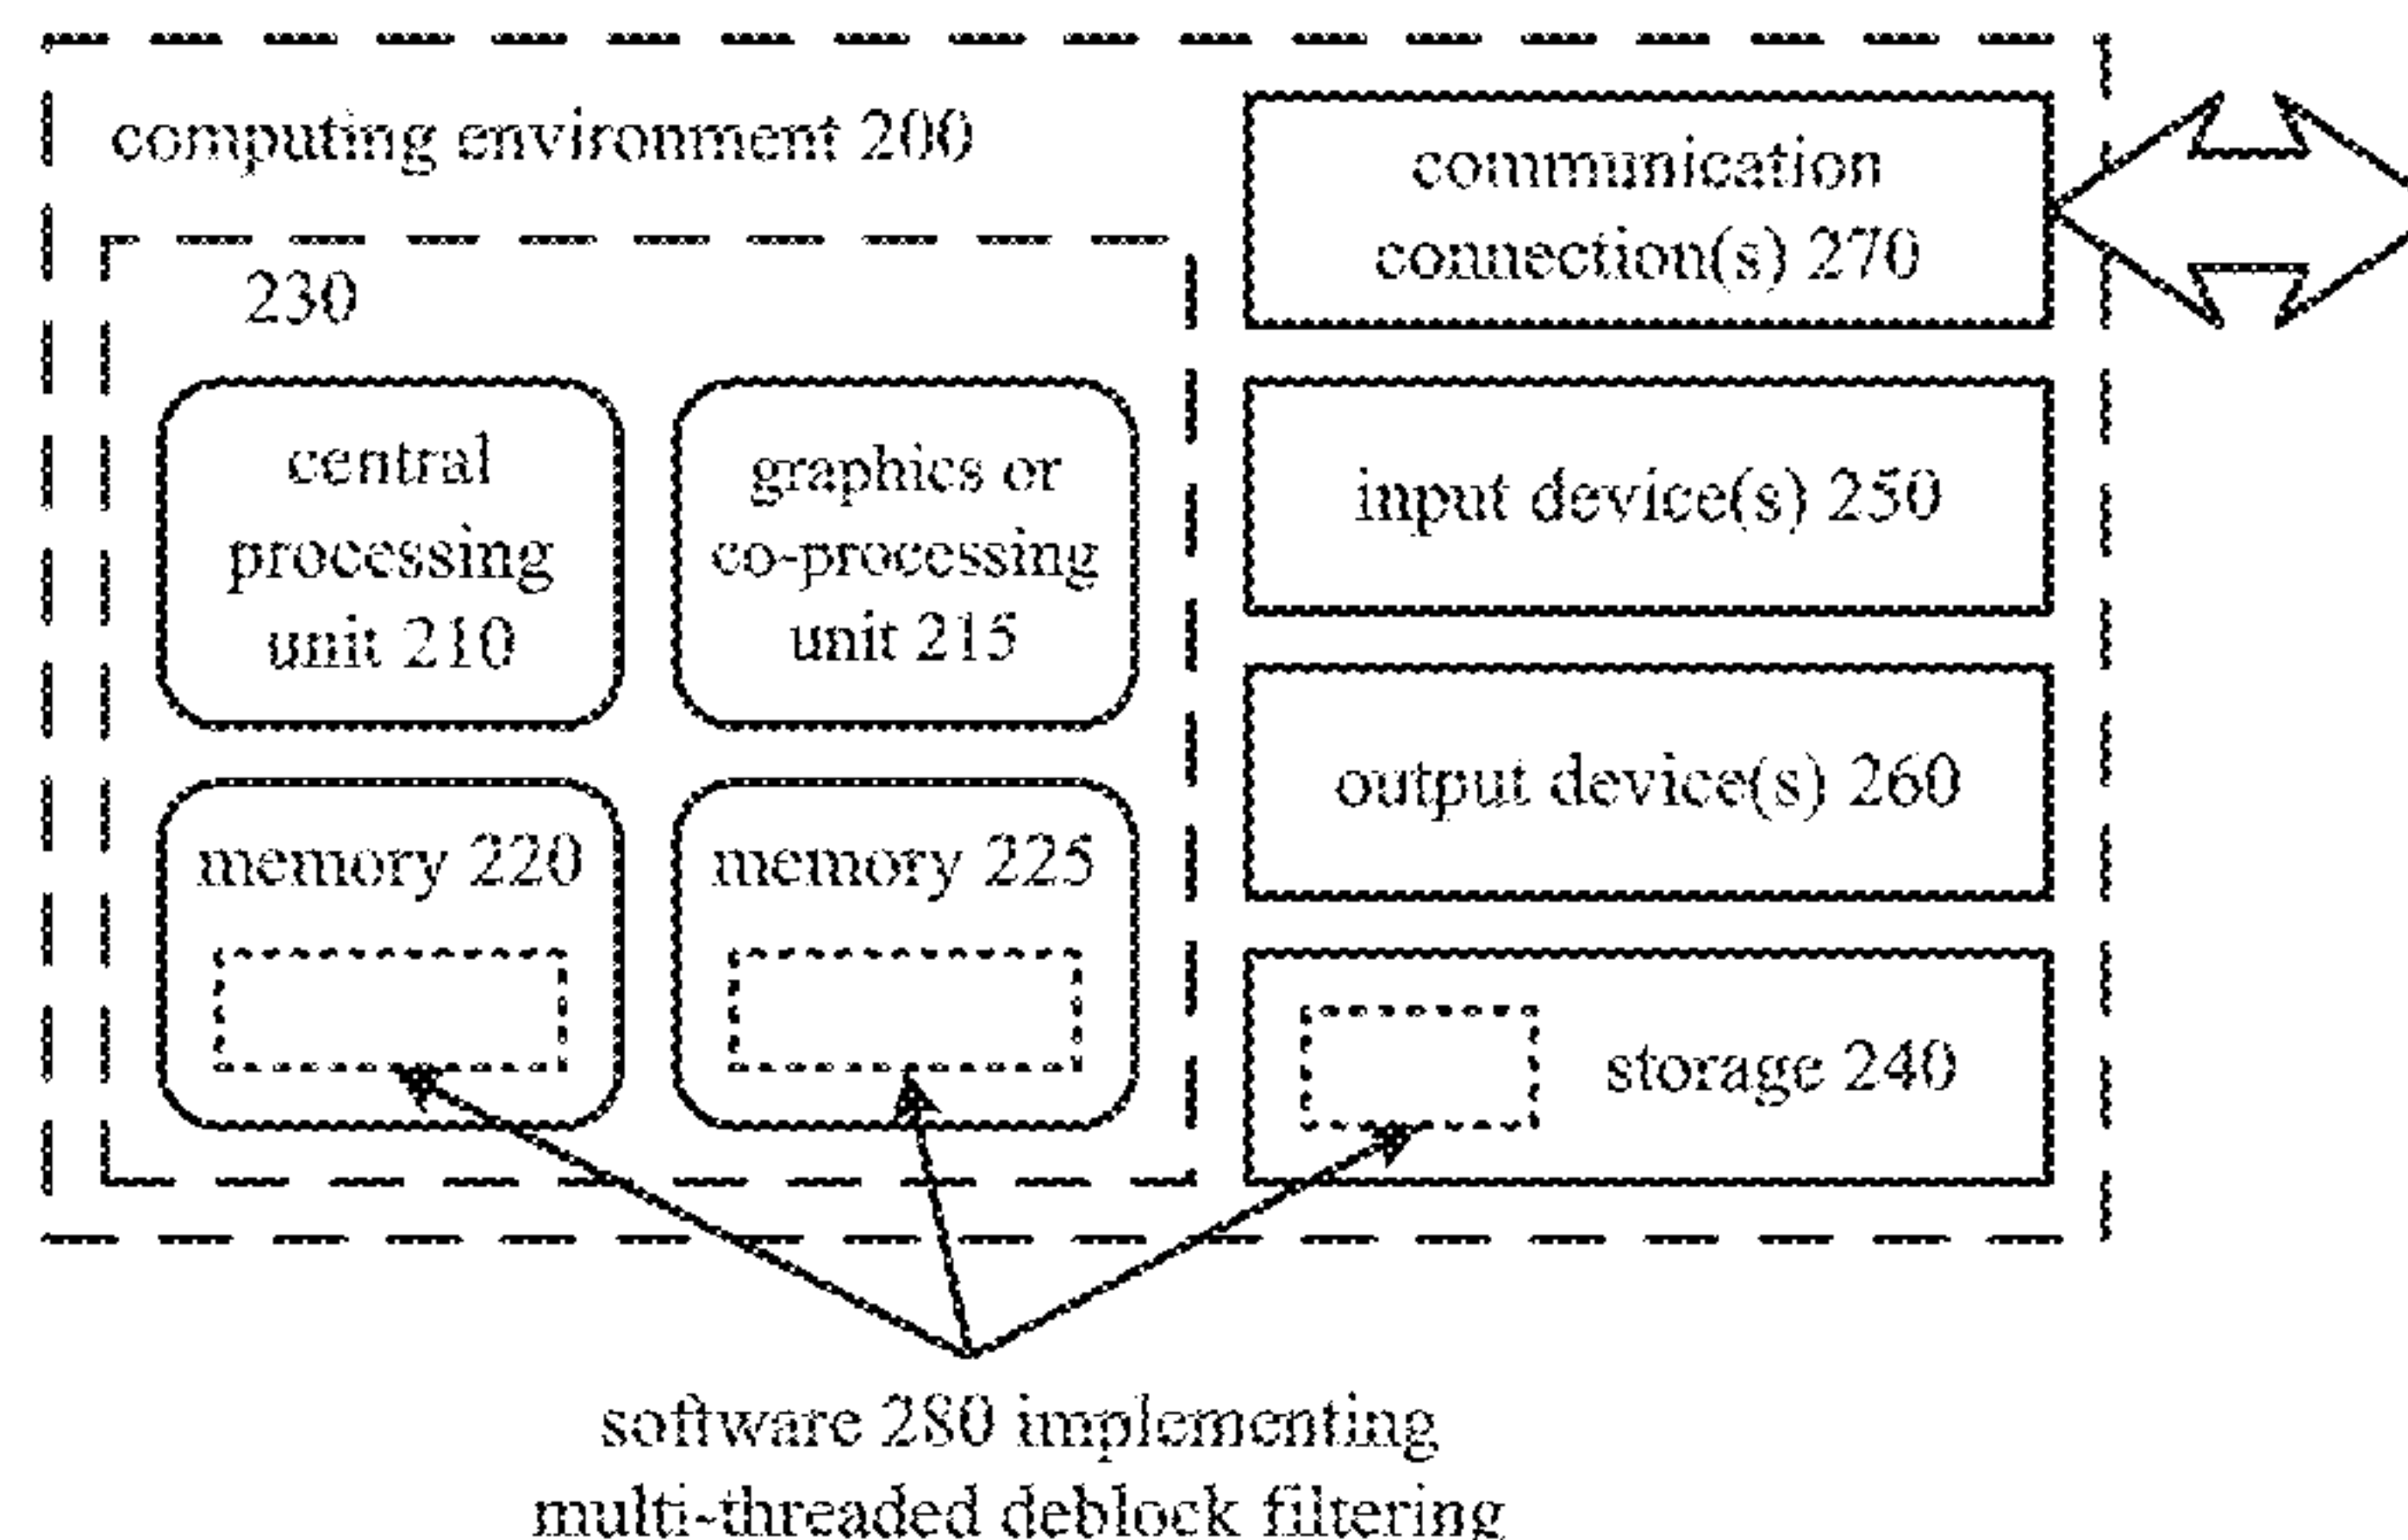 computing environment 200
communication
connection(s) 270
230
central
processing
unit 210
graphics or
co-processing
unit 215
input device(s) 250
output device(s) 260
memory 220
memory 225
storage 240
software 280 implementing
multi-threaded deblock filtering